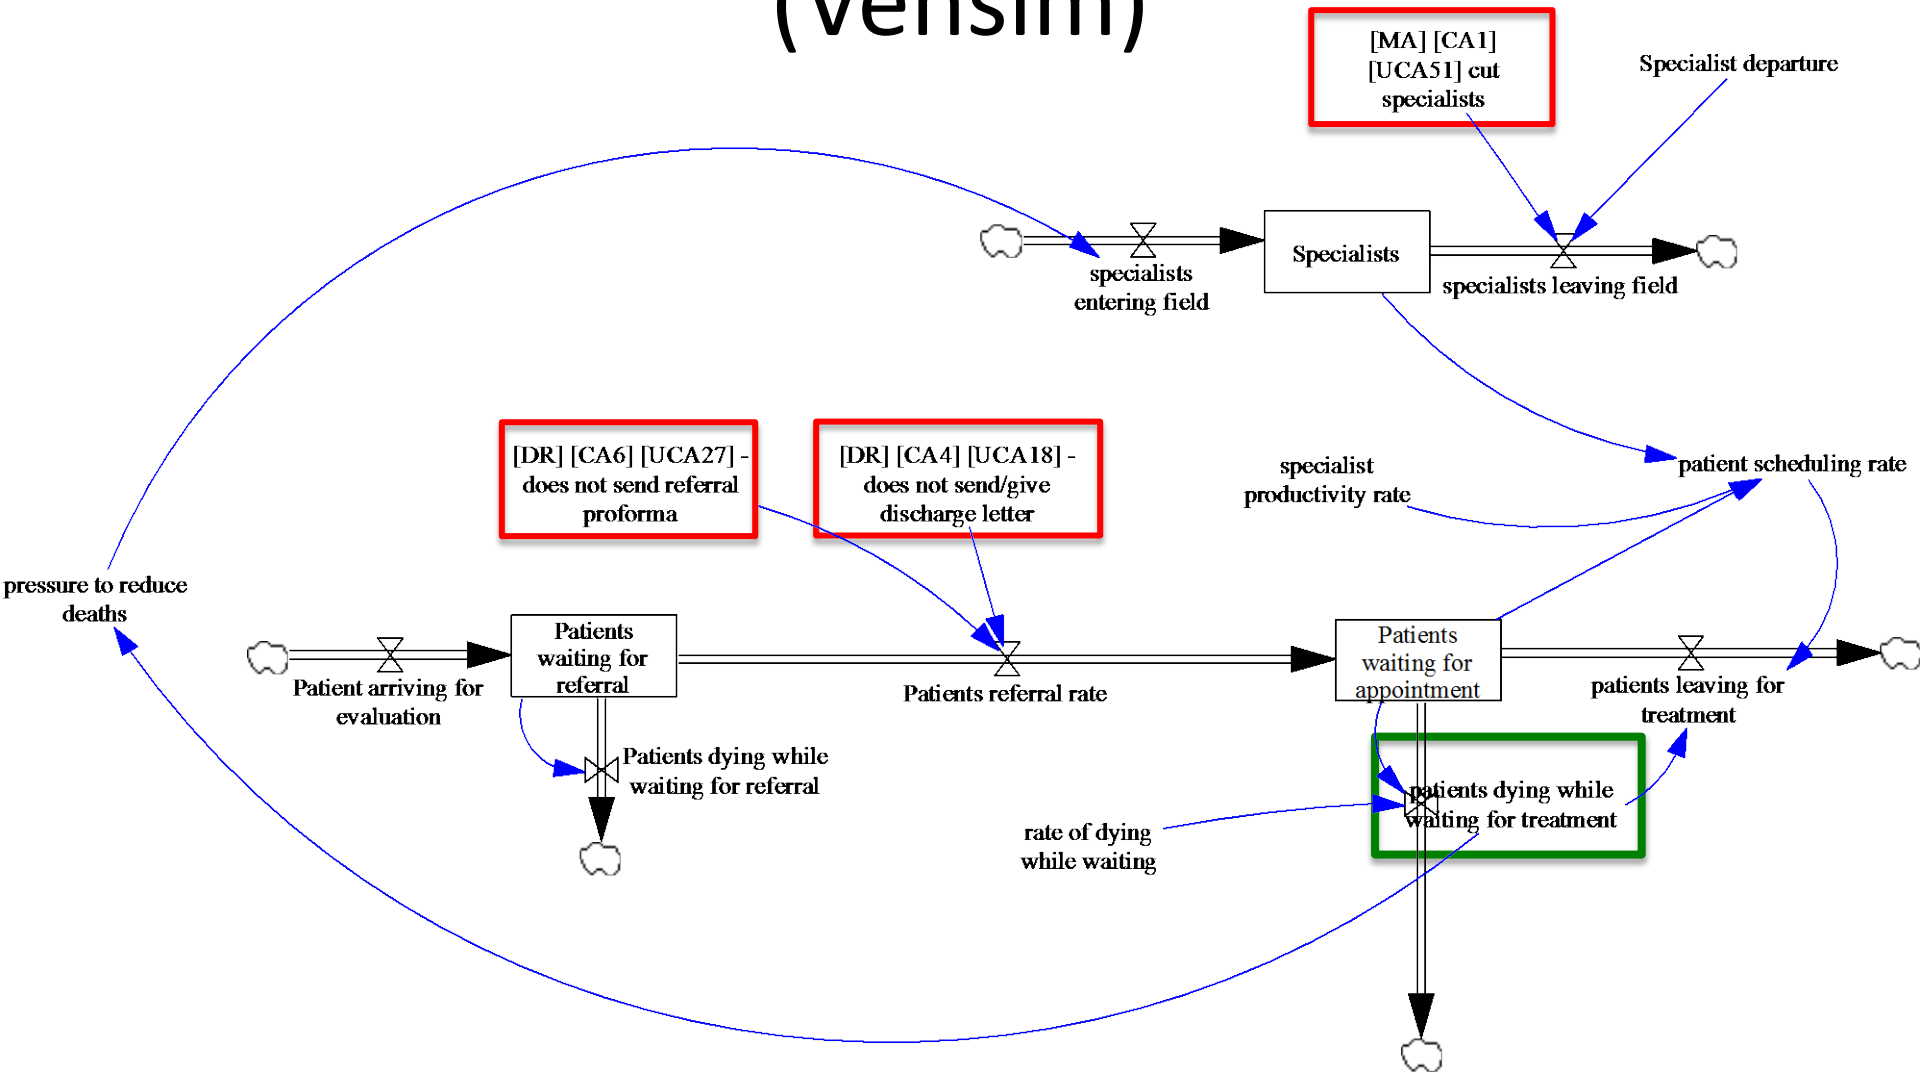 (Vensim)
[MA] [CA1]
[UCA51] cut
specialists
Specialist departure
specialists
entering field
Specialists
specialists leaving field
[DR] [CA6] [UCA27] -
does not send referral
proforma
[DR] [CA4] [UCA18] -
does not send/give
discharge letter
specialist
productivity rate
patient scheduling rate
pressure to reduce
deaths
Patient arriving for
evaluation
Patients
waiting for
referral
Patients referral rate
Patients
waiting for
appointment
patients leaving for
treatment
Patients dying while
waiting for referral
rate of dying
while waiting
patients dying while
waiting for treatment